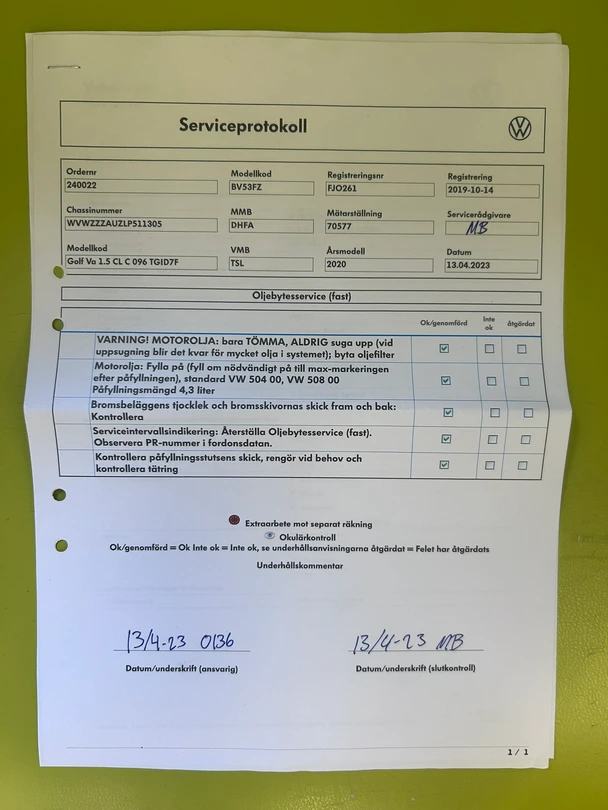 Serviceprotokoll
Ordernr Modellkod Registreringsnr Registrering
240022 BV53FZ FJO261 2019-10-14
Chassinummer MMB Mätarställning Servicerådgivare
WVWZZZAUZLP511305 DHFA 70577 MB
Modellkod VMB Årsmodell Datum
Golf Va 1.5 CL C 096 TGID7F TSL 2020 13.04.2023
Oljebytesservice (fast)
Ok/genomförd Inte ok åtgärdat
VARNING! MOTOROLJA: bara TÖMMA, ALDRIG suga upp (vid
uppsugning blir det kvar för mycket olja i systemet); byta oljefilter
Motorolja: Fylla på (fyll om nödvändigt på till max-markeringen
efter påfyllningen), standard VW 504 00, VW 508 00
Påfyllningsmängd 4,3 liter
Bromsbeläggens tjocklek och bromsskivornas skick fram och bak:
Kontrollera
Serviceintervallsindikering: Återställa Oljebytesservice (fast).
Observera PR-nummer i fordonsdatan.
Kontrollera påfyllningsstutsens skick, rengör vid behov och
kontrollera tätring
Extraarbete mot separat räkning
Okulärkontroll
Ok/genomförd = Ok Inte ok = Inte ok, se underhållsanvisningarna åtgärdat = Felet har åtgärdats
Underhållskommentar
13/4-23 0136 13/4-23 MB
Datum/underskrift (ansvarig) Datum/underskrift (slutkontroll)
1 / 1